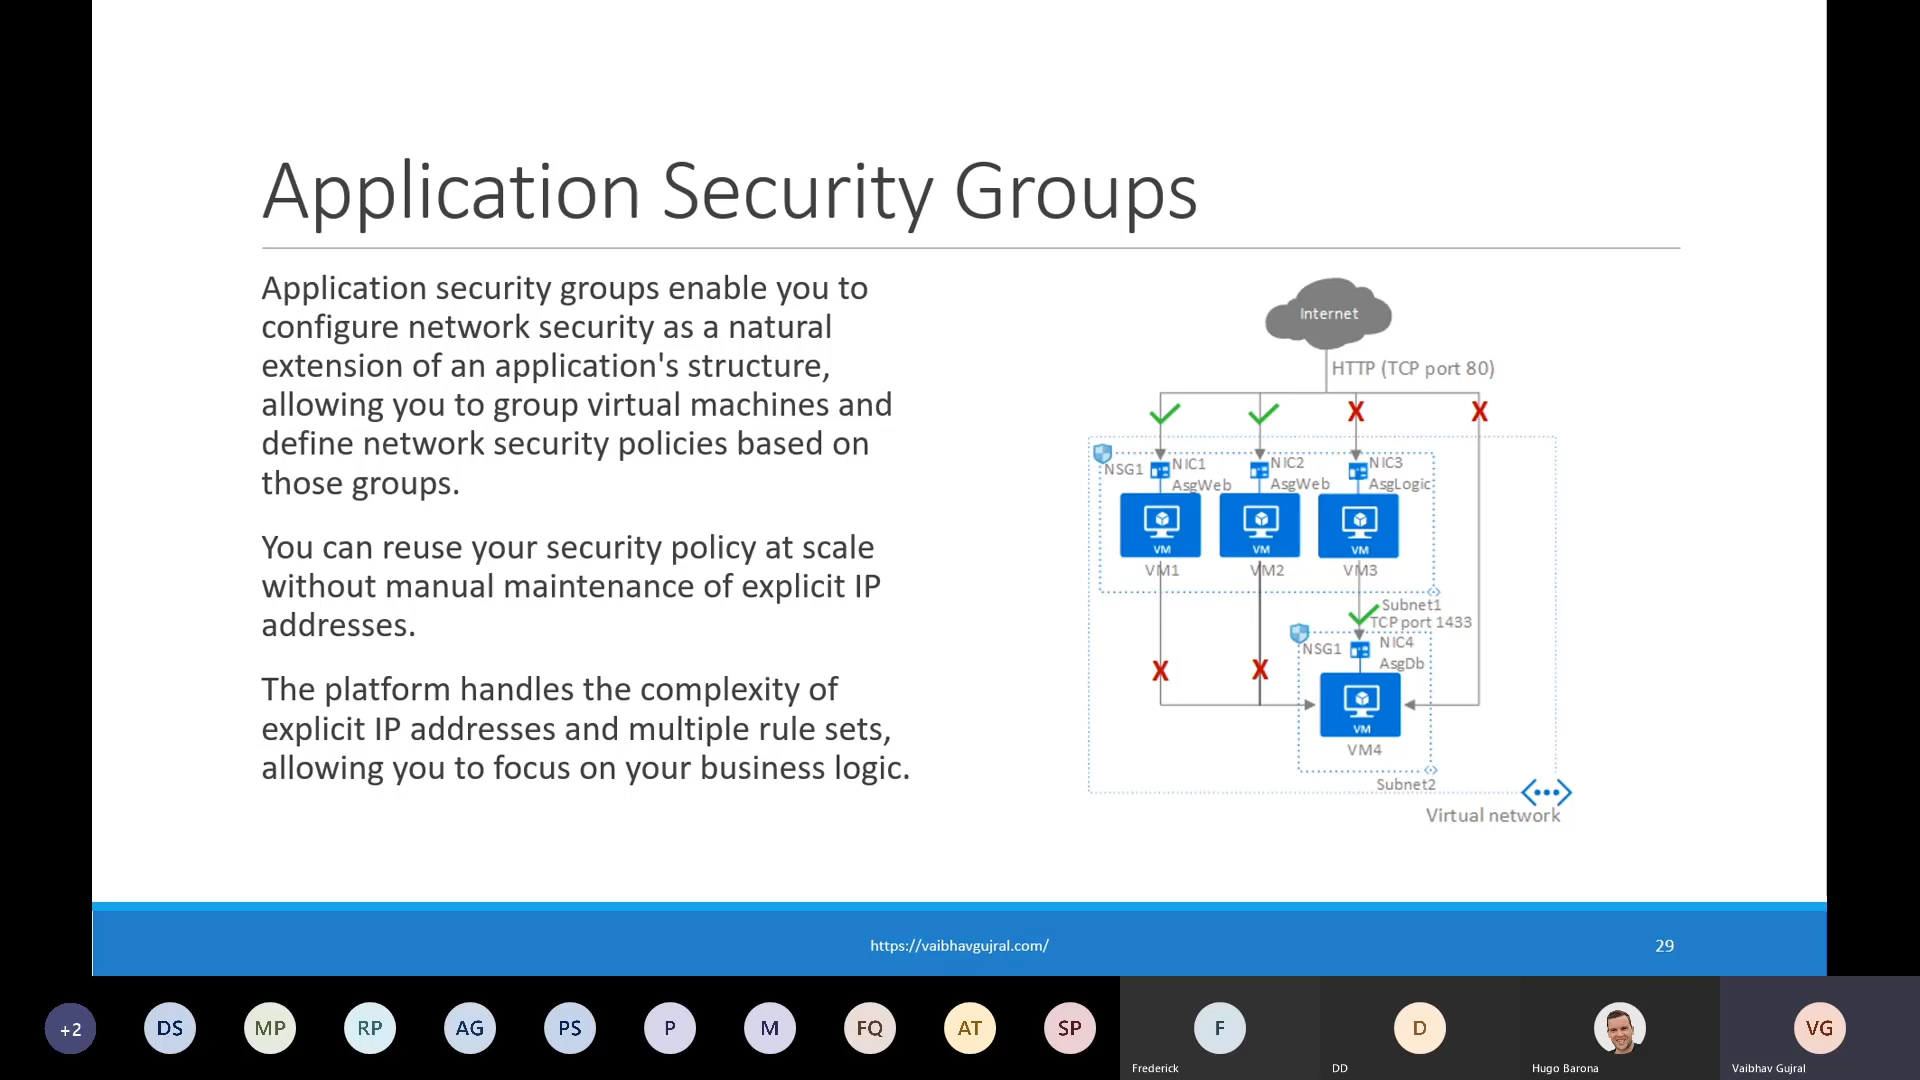 Application Security Groups
Application security groups enable you to
configure network security as a natural
extension of an application's structure,
allowing you to group virtual machines and
define network security policies based on
those groups.
You can reuse your security policy at scale
without manual maintenance of explicit IP
addresses.
The platform handles the complexity of
explicit IP addresses and multiple rule sets,
allowing you to focus on your business logic.
Internet
HTTP (TCP port 80)
X X
NSG1 NIC1 NIC2 NIC3
AsgWeb AsgWeb AsgLogic
VM VM VM
VM1 VM2 VM3
Subnet1
TCP port 1433
NSG1 NIC4
AsgDb
X X
VM
VM4
Subnet2
Virtual network
https://vaibhavgujral.com/ 29
+2 DS MP RP AG PS P M FQ AT SP F D VG
Frederick DD Hugo Barona Vaibhav Gujral